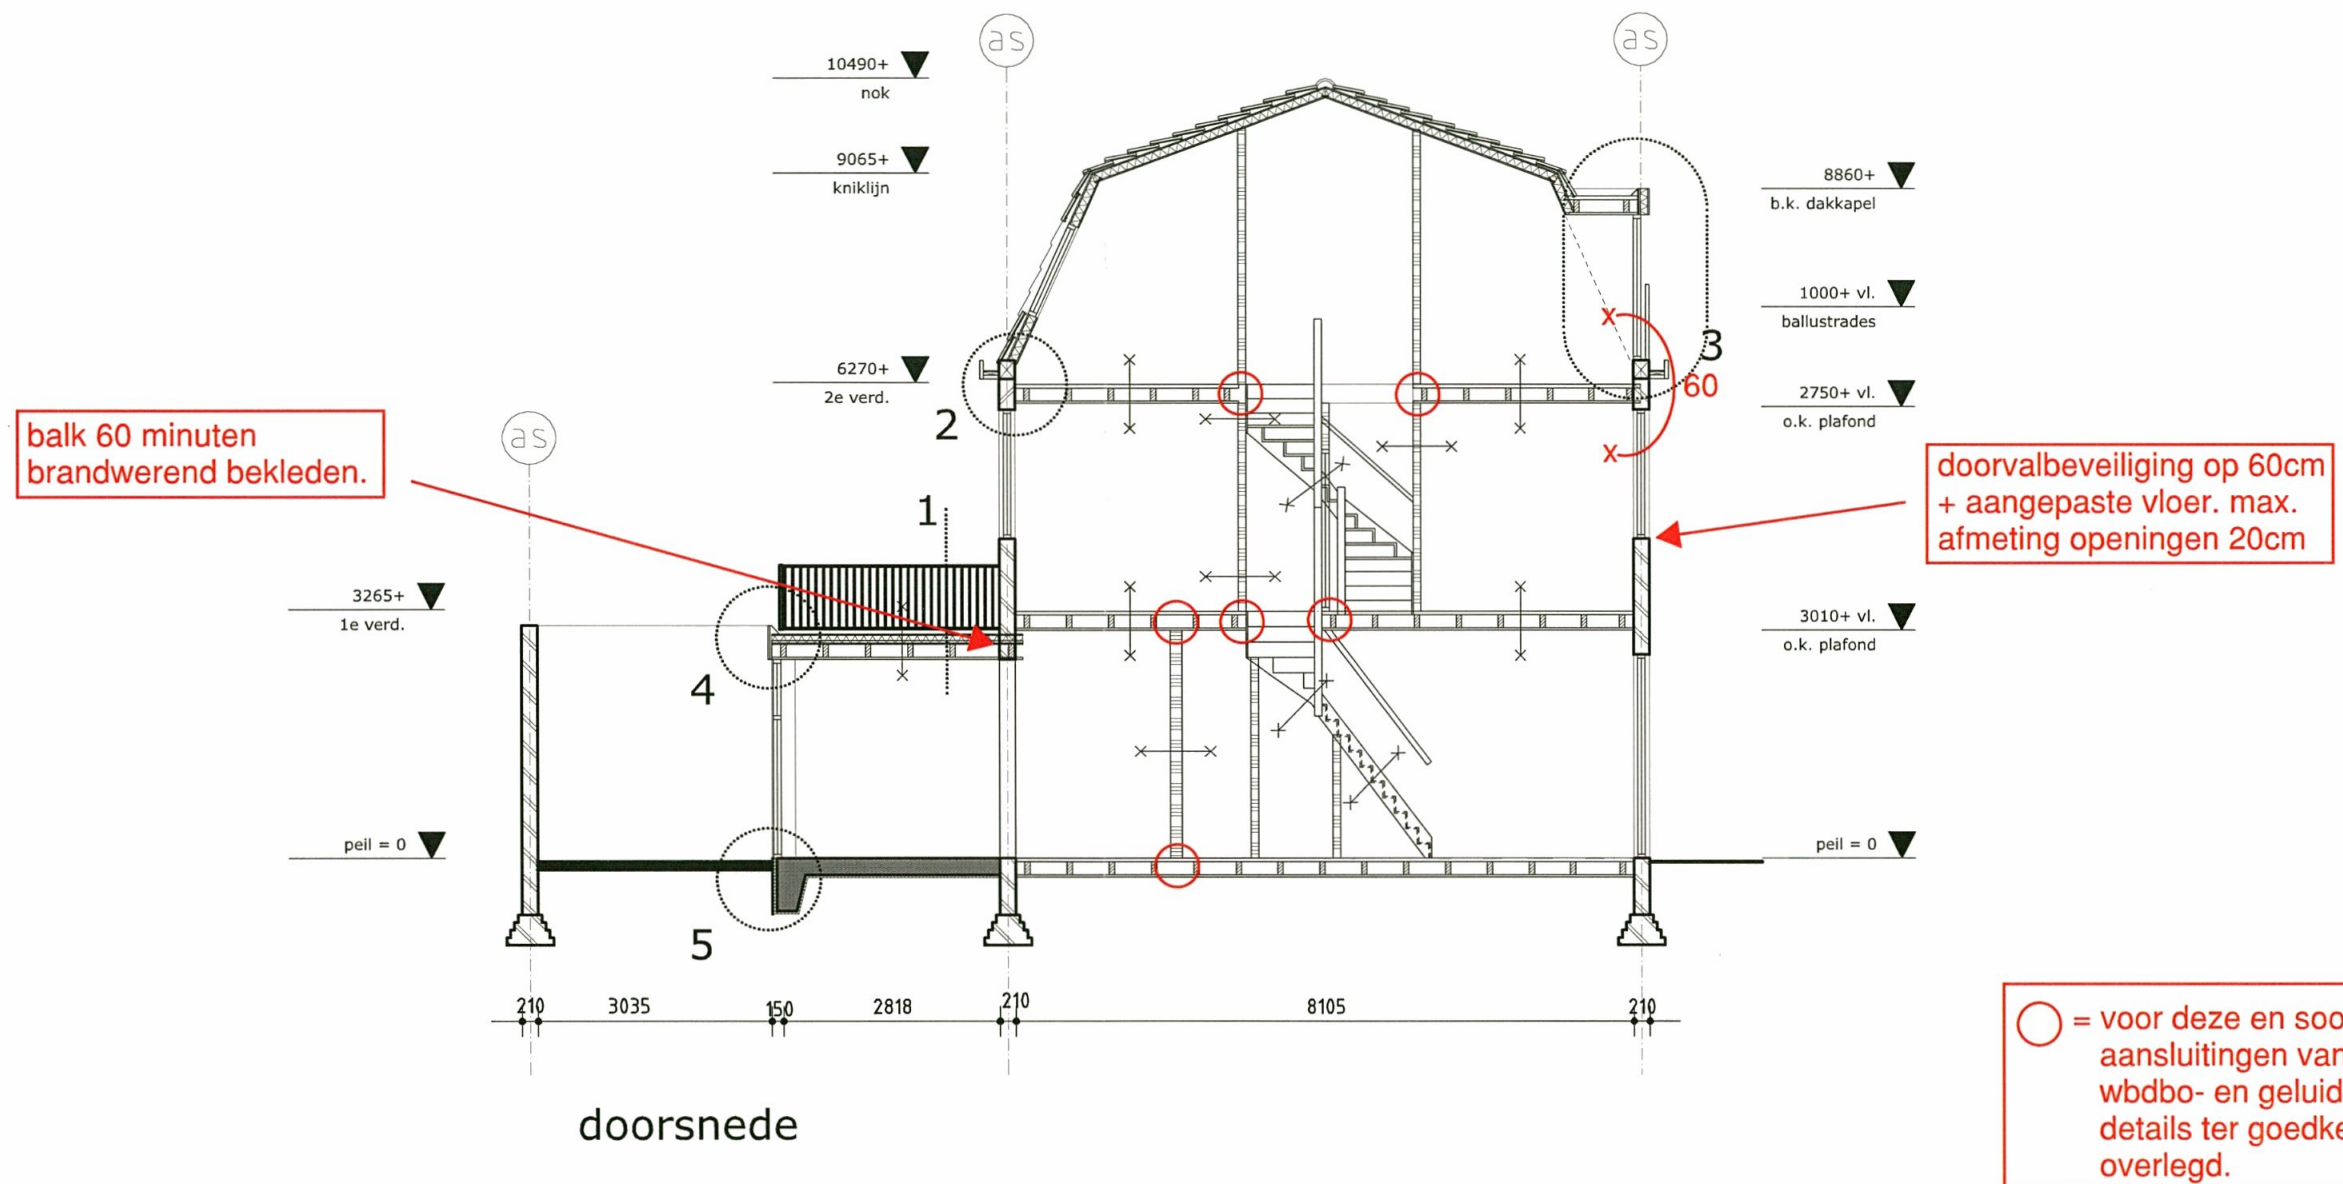 as
as
10490+
nok
9065+
kniklijn
8860+
b.k. dakkapel
1000+ vl.
ballustrades
3
6270+
2e verd.
60
2750+ vl.
o.k. plafond
2
balk 60 minuten
brandwerend bekleden.
as
doorvalbeveiliging op 60cm
+ aangepaste vloer. max.
afmeting openingen 20cm
1
3265+
1e verd.
3010+ vl.
o.k. plafond
4
peil = 0
peil = 0
5
210 3035 150 2818 210 8105 210
= voor deze en soo
aansluitingen van
wbdbo- en geluid
details ter goedke
overlegd.
doorsnede